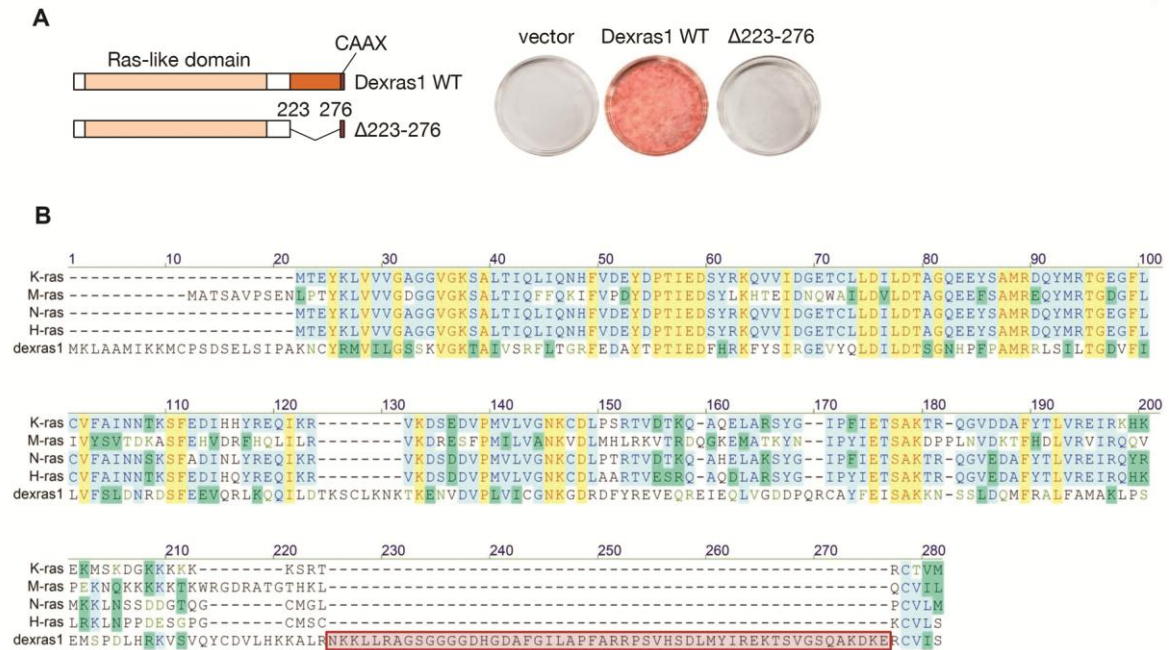 A
CAAX
Ras-like domain
Dexras1 WT
223 276
Δ223-276
vector Dexras1 WT Δ223-276
B
1 10 20 30 40 50 60 70 80 90 100
K-ras ---------------------MTEYKLVVVGAGGVGKSALTIQLIQNHFVDEYDPTIEDSYRKQVVIDGETCLLDILDTAGQEEYSAMRDQYMRTGEGFL
M-ras -----------MATSAVPSENLPTYKLVVVGDGGVGKSALTIQFFQKIFVPDYDPTIEDSYLKHTEIDNQWAILDVLDTAGQEEFSAMREQYMRTGDGFL
N-ras ---------------------MTEYKLVVVGAGGVGKSALTIQLIQNHFVDEYDPTIEDSYRKQVVIDGETCLLDILDTAGQEEYSAMRDQYMRTGEGFL
H-ras ---------------------MTEYKLVVVGAGGVGKSALTIQLIQNHFVDEYDPTIEDSYRKQVVIDGETCLLDILDTAGQEEYSAMRDQYMRTGEGFL
dexras1 MKLAAMIKKMCPSDSELSIPAKNCYRMVILGSSKVGKTAIVSRFLTGRFEDAYTPTIEDFHRKFYSIRGEVYQLDILDTSGNHPFPAMRRLSILTGDVFI
110 120 130 140 150 160 170 180 190 200
K-ras CVFAINNTKSFEDIHHYREQIKR--------VKDSEDVPMVLVGNKCDLPSRTVDTKQ-AQELARSYG--IPFIETSAKTR-QGVDDAFYTLVREIRKHK
M-ras IVYSVTDKASFEHVDRFHQLILR--------VKDRESFPMILVANKVDLMHLRKVTRDQGKEMATKYN--IPYIETSAKDPPLNVDKTFHDLVRVIRQQV
N-ras CVFAINNSKSFADINLYREQIKR--------VKDSDDVPMVLVGNKCDLPTRTVDTKQ-AHELAKSYG--IPFIETSAKTR-QGVEDAFYTLVREIRQYR
H-ras CVFAINNTKSFEDIHQYREQIKR--------VKDSDDVPMVLVGNKCDLAARTVESRQ-AQDLARSYG--IPYIETSAKTR-QGVEDAFYTLVREIRQHK
dexras1 LVFSLDNRDSFEEVQRLKQQILDTKSCLKNKTKENVDVPLVICGNKGDRDFYREVEQREIEQLVGDDPQRCAYFEISAKKN-SSLDQMFRALFAMAKLPS
210 220 230 240 250 260 270 280
K-ras EKMSKDGKKKKK--------KSRT----------------------------------------------------RCTVM
M-ras PEKNQKKKKKTKWRGDRATGTHKL----------------------------------------------------QCVIL
N-ras MKKLNSSDDGTQG-------CMGL----------------------------------------------------PCVLM
H-ras LRKLNPPDESGPG-------CMSC----------------------------------------------------KCVLS
dexras1 EMSPDLHRKVSVQYCDVLHKKALRNKKLLRAGSGGGGDHGDAFGILAPFARRPSVHSDLMYIREKTSVGSQAKDKERCVIS